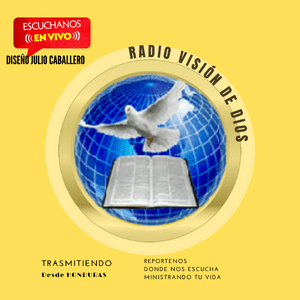 ESCUCHANOS
EN VIVO
DISEÑO JULIO CABALLERO
RADIO VISIÓN DE DIOS
TRASMITIENDO
Desde HONDURAS
REPORTENOS
DONDE NOS ESCUCHA
MINISTRANDO TU VIDA